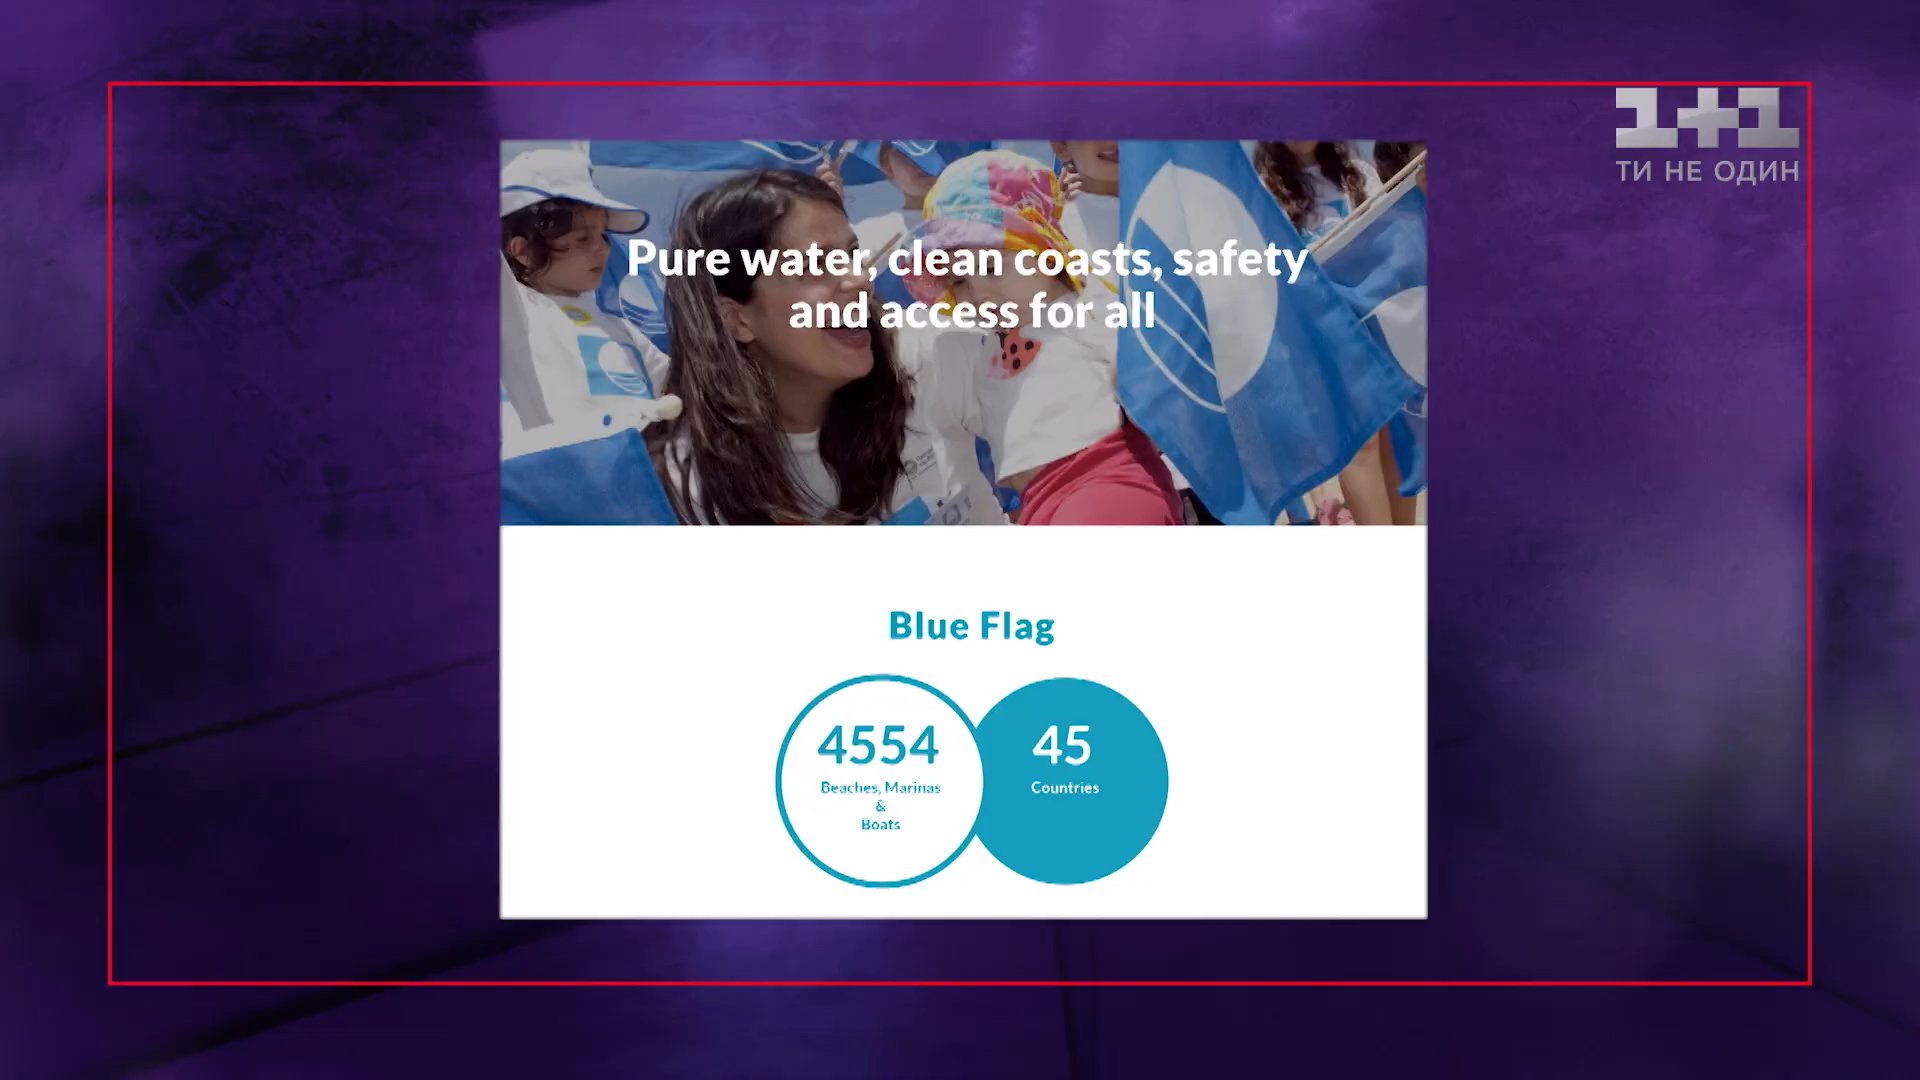 1+1
ТИ НЕ ОДИН
Pure water, clean coasts, safety
and access for all
Blue Flag
4554
Beaches, Marinas
&
Boats
45
Countries